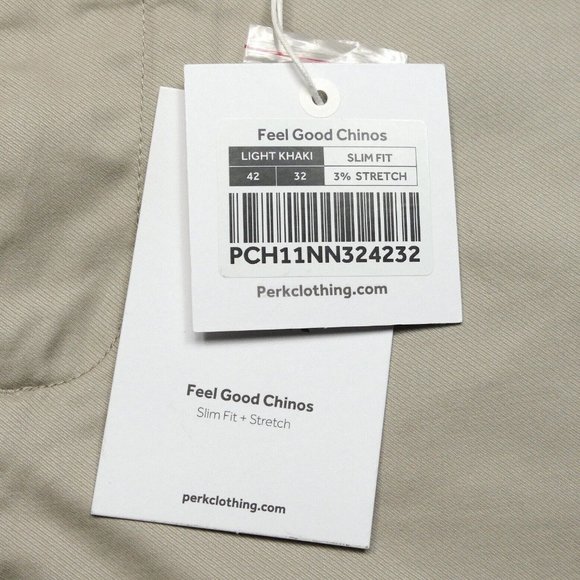 Feel Good Chinos
LIGHT KHAKI SLIM FIT
42 32 3% STRETCH
PCH11NN324232
Perkclothing.com
Feel Good Chinos
Slim Fit + Stretch
perkclothing.com